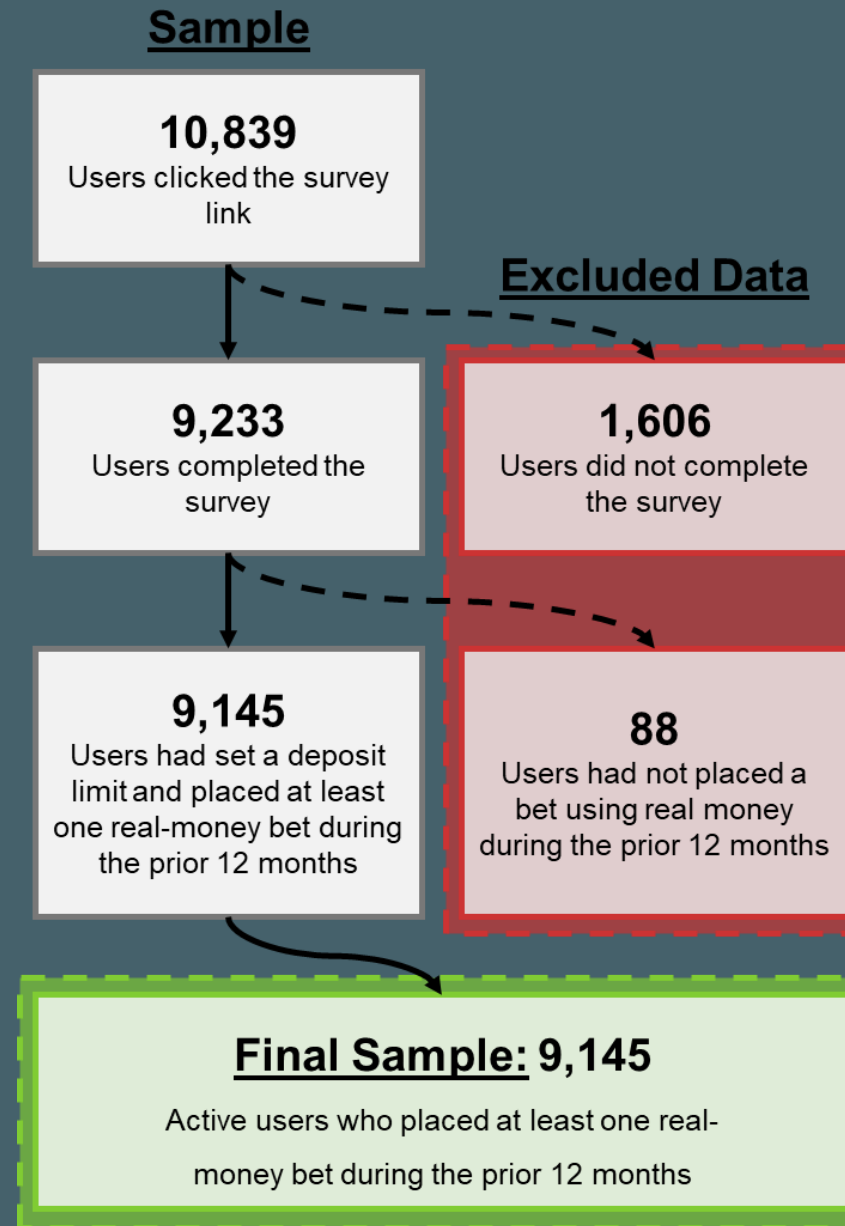 Sample
10,839
Users clicked the survey
link
Excluded Data
9,233
Users completed the
survey
1,606
Users did not complete
the survey
9,145
Users had set a deposit
limit and placed at least
one real-money bet during
the prior 12 months
88
Users had not placed a
bet using real money
during the prior 12 months
Final Sample: 9,145
Active users who placed at least one real-
money bet during the prior 12 months